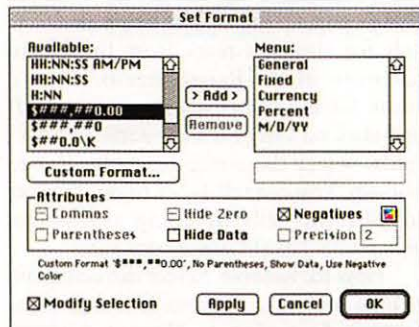 Set Format
Available:
HH:NN:SS AM/PM
HH:NN:SS
H:NN
$###,##0.00
$###,##0
$##0.0\K
> Add >
Remove
Menu:
General
Fixed
Currency
Percent
M/D/YY
Custom Format...
Attributes
Commas
Hide Zero
Negatives
Parentheses
Hide Data
Precision 2
Custom Format '$***,**0.00', No Parentheses, Show Data, Use Negative
Color
Modify Selection
Apply
Cancel
OK